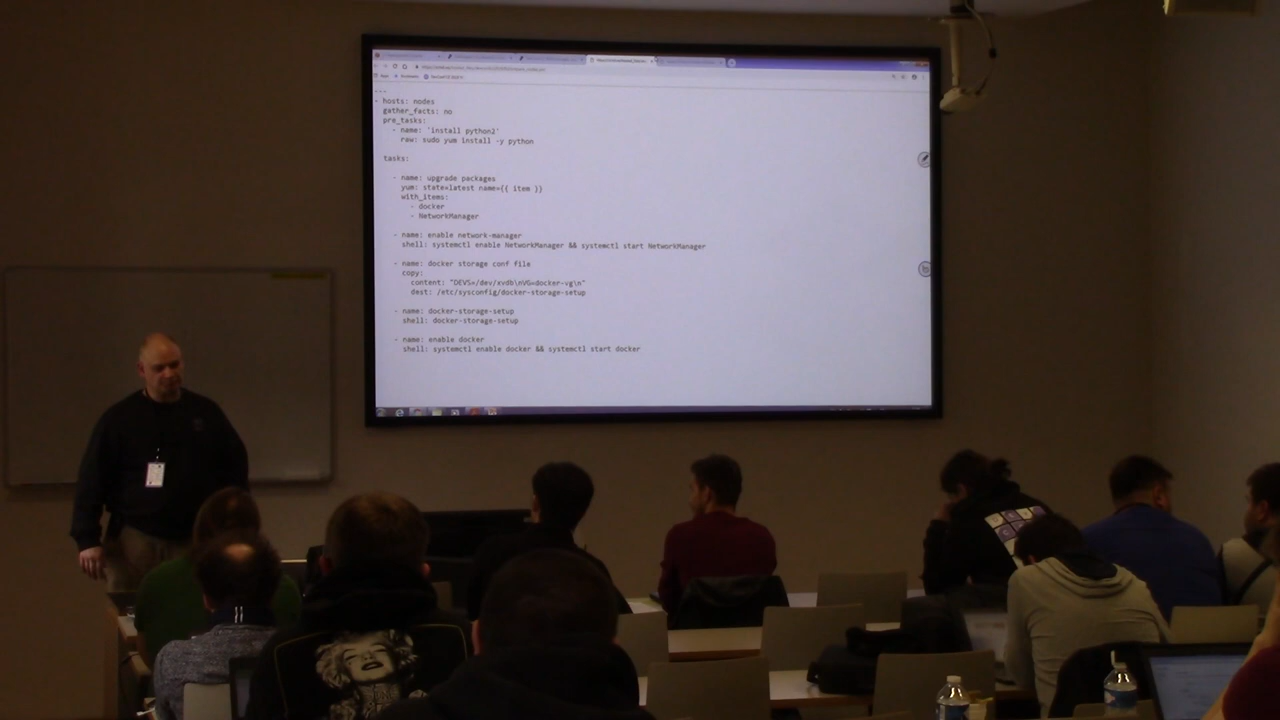 ---
- hosts: nodes
gather_facts: no
pre_tasks:
- name: 'install python2'
raw: sudo yum install -y python
tasks:
- name: upgrade packages
yum: state=latest name={{ item }}
with_items:
- docker
- NetworkManager
- name: enable network-manager
shell: systemctl enable NetworkManager && systemctl start NetworkManager
- name: docker storage conf file
copy:
content: "DEVS=/dev/xvdb\nVG=docker-vg\n"
dest: /etc/sysconfig/docker-storage-setup
- name: docker-storage-setup
shell: docker-storage-setup
- name: enable docker
shell: systemctl enable docker && systemctl start docker